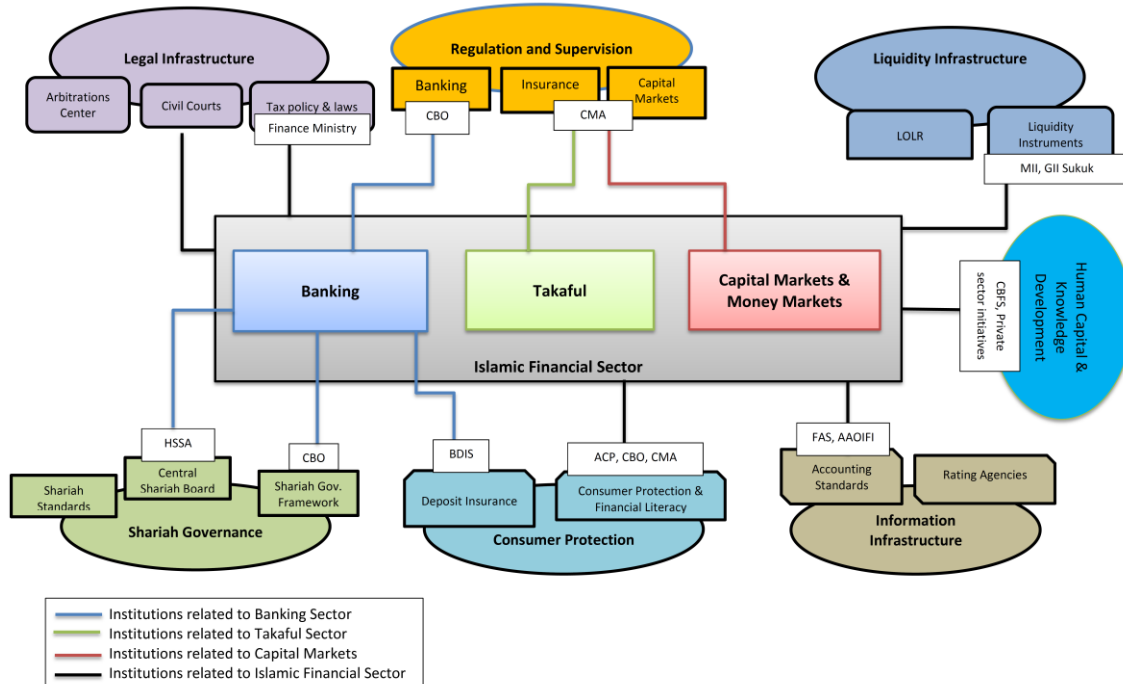 Legal Infrastructure
Arbitrations
Center
Civil Courts
Tax policy & laws
Finance Ministry
Regulation and Supervision
Banking
Insurance
Capital
Markets
CBO
CMA
Liquidity Infrastructure
LOLR
Liquidity
Instruments
MII, GII Sukuk
Banking
Takaful
Capital Markets &
Money Markets
Islamic Financial Sector
CBFS, Private
sector initiatives
Human Capital &
Knowledge
Development
HSSA
CBO
Shariah
Standards
Central
Shariah Board
Shariah Gov.
Framework
Shariah Governance
BDIS
ACP, CBO, CMA
Deposit Insurance
Consumer Protection &
Financial Literacy
Consumer Protection
FAS, AAOIFI
Accounting
Standards
Rating Agencies
Information
Infrastructure
Institutions related to Banking Sector
Institutions related to Takaful Sector
Institutions related to Capital Markets
Institutions related to Islamic Financial Sector